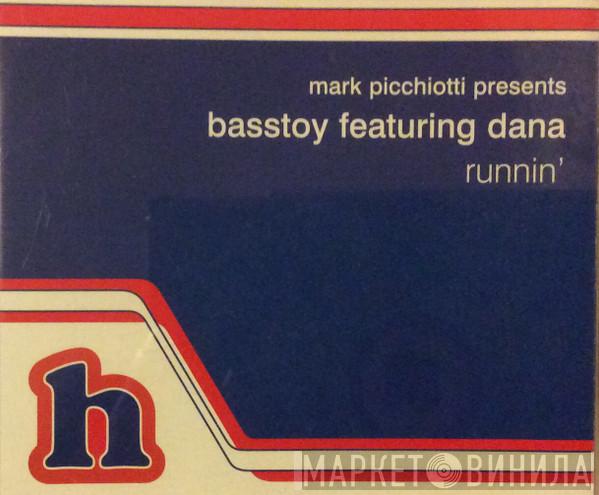 mark picchiotti presents
basstoy featuring dana
runnin'
h
МАРКЕТ ВИНИЛА